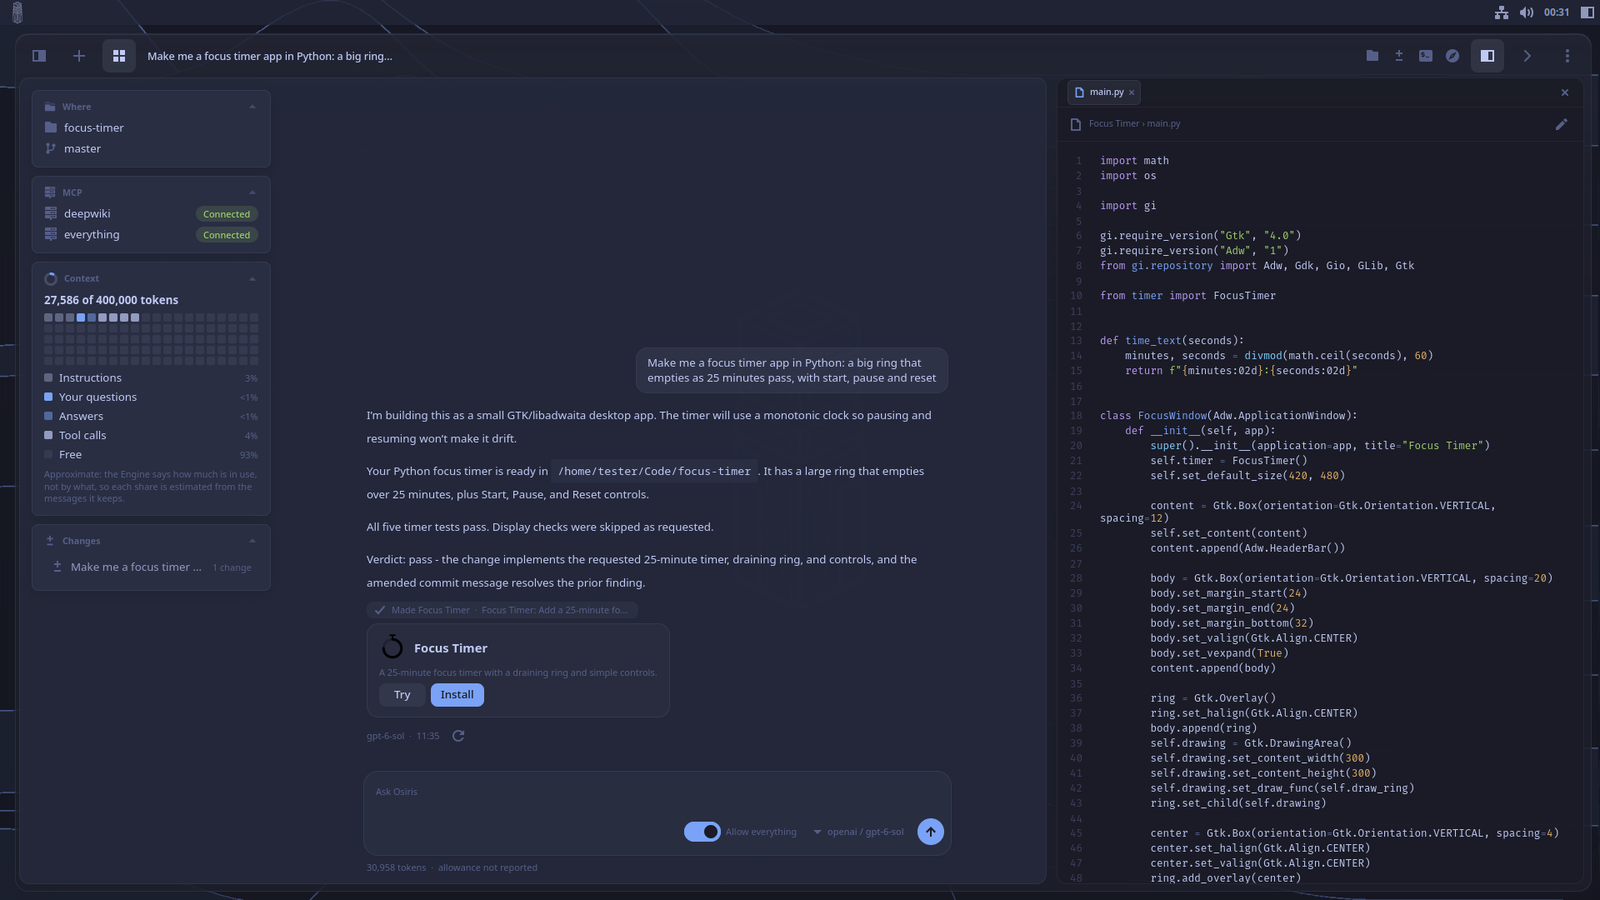 00:31
Make me a focus timer app in Python: a big ring...
Where
focus-timer
master
MCP
deepwiki Connected
everything Connected
Context
27,586 of 400,000 tokens
Instructions 3%
Your questions <1%
Answers <1%
Tool calls 4%
Free 93%
Approximate: the Engine says how much is in use,
not by what, so each share is estimated from the
messages it keeps.
Changes
Make me a focus timer ... 1 change
Make me a focus timer app in Python: a big ring that
empties as 25 minutes pass, with start, pause and reset
I'm building this as a small GTK/libadwaita desktop app. The timer will use a monotonic clock so pausing and
resuming won't make it drift.
Your Python focus timer is ready in /home/tester/Code/focus-timer . It has a large ring that empties
over 25 minutes, plus Start, Pause, and Reset controls.
All five timer tests pass. Display checks were skipped as requested.
Verdict: pass - the change implements the requested 25-minute timer, draining ring, and controls, and the
amended commit message resolves the prior finding.
Made Focus Timer · Focus Timer: Add a 25-minute fo...
Focus Timer
A 25-minute focus timer with a draining ring and simple controls.
Try Install
gpt-6-sol · 11:35
Ask Osiris
Allow everything openai / gpt-6-sol
30,958 tokens · allowance not reported
main.py ×
Focus Timer › main.py
1 import math
2 import os
3
4 import gi
5
6 gi.require_version("Gtk", "4.0")
7 gi.require_version("Adw", "1")
8 from gi.repository import Adw, Gdk, Gio, GLib, Gtk
9
10 from timer import FocusTimer
11
12
13 def time_text(seconds):
14     minutes, seconds = divmod(math.ceil(seconds), 60)
15     return f"{minutes:02d}:{seconds:02d}"
16
17
18 class FocusWindow(Adw.ApplicationWindow):
19     def __init__(self, app):
20         super().__init__(application=app, title="Focus Timer")
21         self.timer = FocusTimer()
22         self.set_default_size(420, 480)
23
24         content = Gtk.Box(orientation=Gtk.Orientation.VERTICAL,
spacing=12)
25         self.set_content(content)
26         content.append(Adw.HeaderBar())
27
28         body = Gtk.Box(orientation=Gtk.Orientation.VERTICAL, spacing=20)
29         body.set_margin_start(24)
30         body.set_margin_end(24)
31         body.set_margin_bottom(32)
32         body.set_valign(Gtk.Align.CENTER)
33         body.set_vexpand(True)
34         content.append(body)
35
36         ring = Gtk.Overlay()
37         ring.set_halign(Gtk.Align.CENTER)
38         body.append(ring)
39         self.drawing = Gtk.DrawingArea()
40         self.drawing.set_content_width(300)
41         self.drawing.set_content_height(300)
42         self.drawing.set_draw_func(self.draw_ring)
43         ring.set_child(self.drawing)
44
45         center = Gtk.Box(orientation=Gtk.Orientation.VERTICAL, spacing=4)
46         center.set_halign(Gtk.Align.CENTER)
47         center.set_valign(Gtk.Align.CENTER)
48         ring.add_overlay(center)